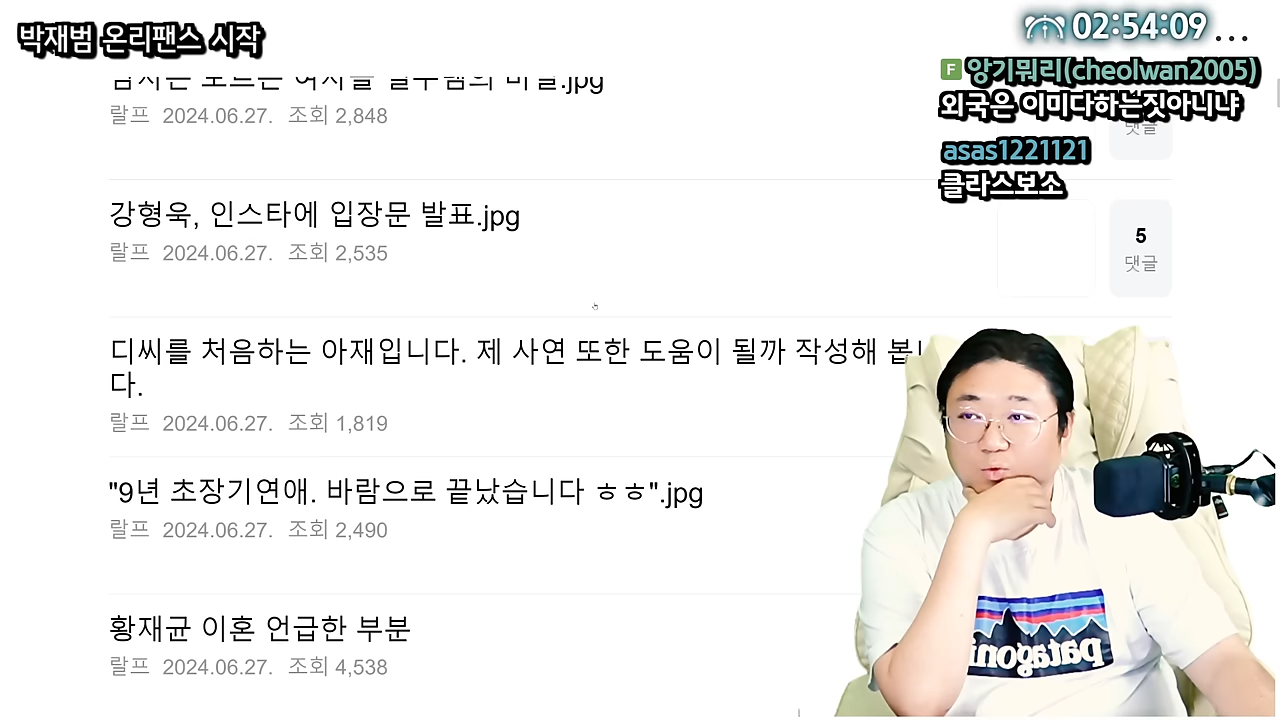 박재범 온리팬스 시작
02:54:09 ...
F 앙기뭐리(cheolwan2005)
외국은 이미다하는짓아니냐
asas1221121
클라스보소
.jpg
랄프 2024.06.27. 조회 2,848
댓글
강형욱, 인스타에 입장문 발표.jpg
랄프 2024.06.27. 조회 2,535
5
댓글
디씨를 처음하는 아재입니다. 제 사연 또한 도움이 될까 작성해
다.
랄프 2024.06.27. 조회 1,819
"9년 초장기연애. 바람으로 끝났습니다 ㅎㅎ".jpg
랄프 2024.06.27. 조회 2,490
황재균 이혼 언급한 부분
랄프 2024.06.27. 조회 4,538
patagoni